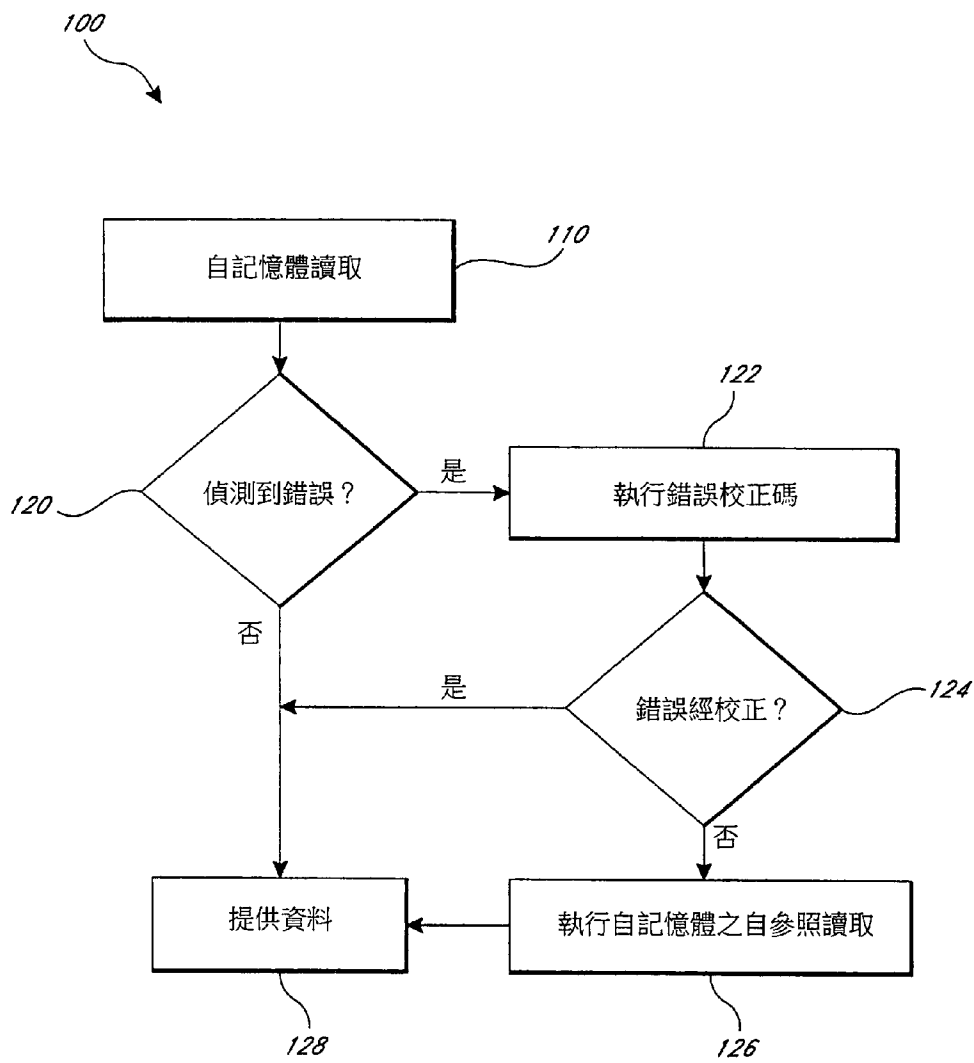 100
自記憶體讀取
110
122
偵測到錯誤？
120
是
執行錯誤校正碼
否
是
錯誤經校正？
124
否
提供資料
執行自記憶體之自參照讀取
128
126